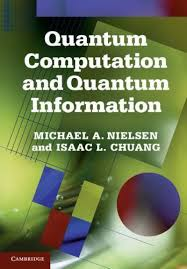 Quantum
Computation
and Quantum
Information
MICHAEL A. NIELSEN
and ISAAC L. CHUANG
CAMBRIDGE